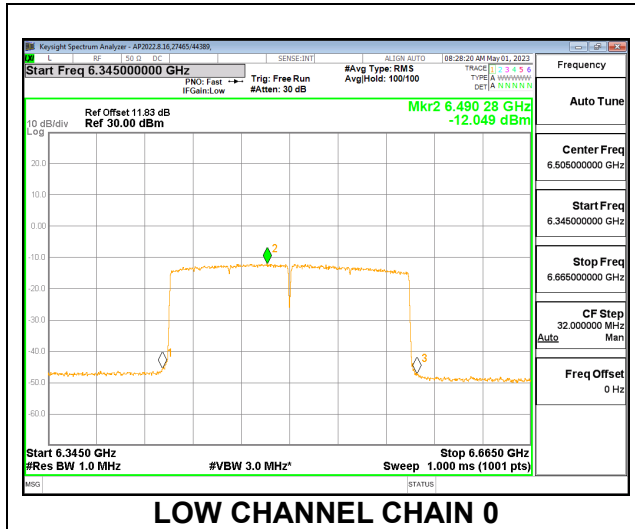 Keysight Spectrum Analyzer - AP2022.8.16,27465/44389,
L RF 50 Ω DC SENSE:INT ALIGN AUTO 08:28:20 AM May 01, 2023
Start Freq 6.345000000 GHz
PNO: Fast
IFGain:Low
Trig: Free Run
#Atten: 30 dB
#Avg Type: RMS
Avg|Hold: 100/100
TRACE 1 2 3 4 5 6
TYPE A WWWWW
DET A N N N N N
Frequency
Auto Tune
Center Freq
6.505000000 GHz
Start Freq
6.345000000 GHz
Stop Freq
6.665000000 GHz
CF Step
32.000000 MHz
Auto Man
Freq Offset
0 Hz
Mkr2 6.490 28 GHz
-12.049 dBm
Ref Offset 11.83 dB
10 dB/div Ref 30.00 dBm
Log
20.0
10.0
0.00
-10.0
-20.0
-30.0
-40.0
-50.0
-60.0
2
1
3
Start 6.3450 GHz Stop 6.6650 GHz
#Res BW 1.0 MHz #VBW 3.0 MHz* Sweep 1.000 ms (1001 pts)
MSG STATUS
LOW CHANNEL CHAIN 0